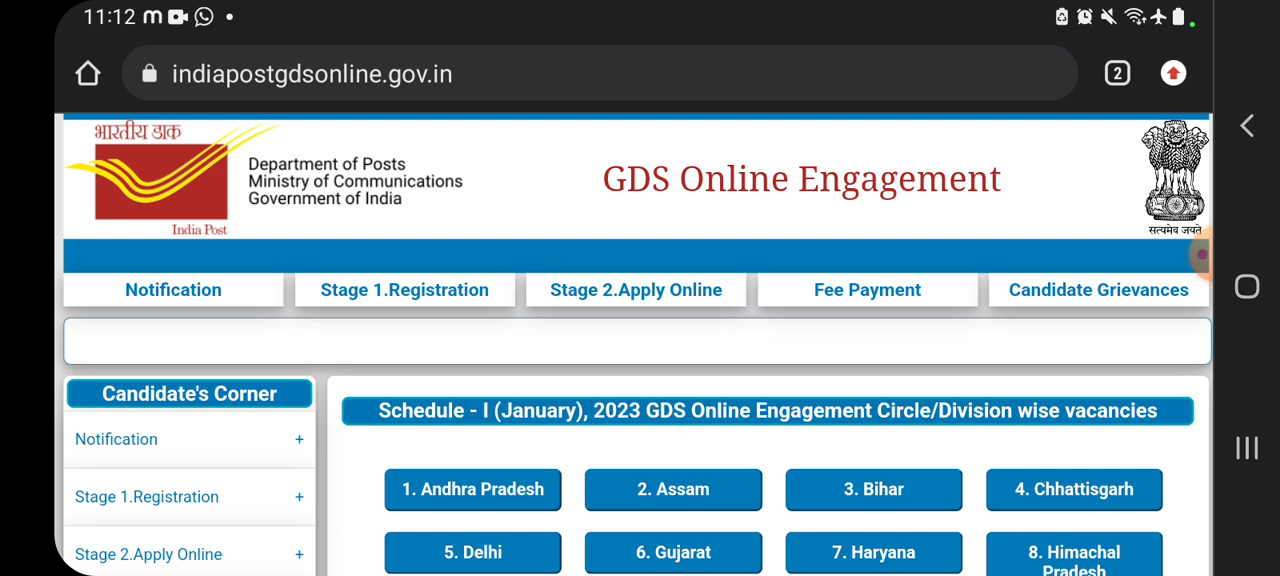 11:12
indiapostgdsonline.gov.in
2
भारतीय डाक
India Post
Department of Posts
Ministry of Communications
Government of India
GDS Online Engagement
सत्यमेव जयते
Notification
Stage 1.Registration
Stage 2.Apply Online
Fee Payment
Candidate Grievances
Candidate's Corner
Notification +
Stage 1.Registration +
Stage 2.Apply Online +
Schedule - I (January), 2023 GDS Online Engagement Circle/Division wise vacancies
1. Andhra Pradesh
2. Assam
3. Bihar
4. Chhattisgarh
5. Delhi
6. Gujarat
7. Haryana
8. Himachal
Pradesh